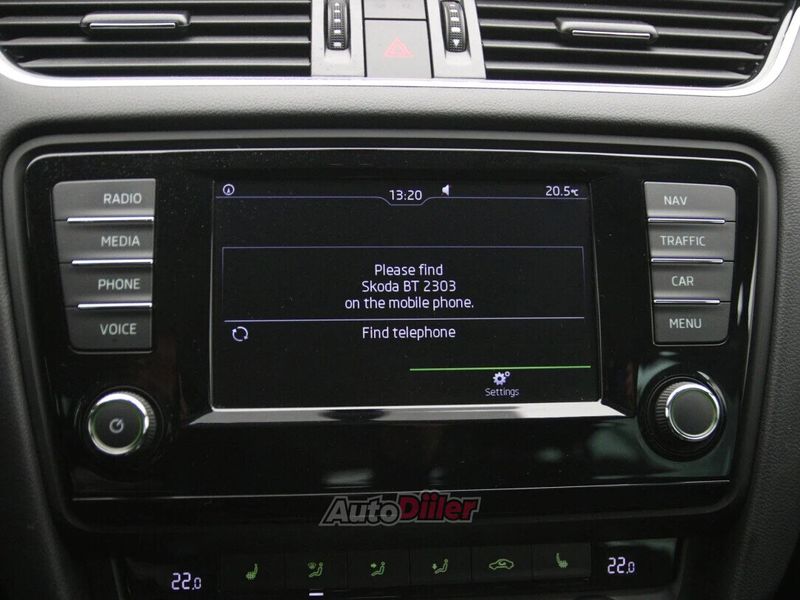 13:20
20.5°C
RADIO
MEDIA
PHONE
VOICE
Please find
Skoda BT 2303
on the mobile phone.
Find telephone
Settings
NAV
TRAFFIC
CAR
MENU
AutoDiiler
22.0
22.0